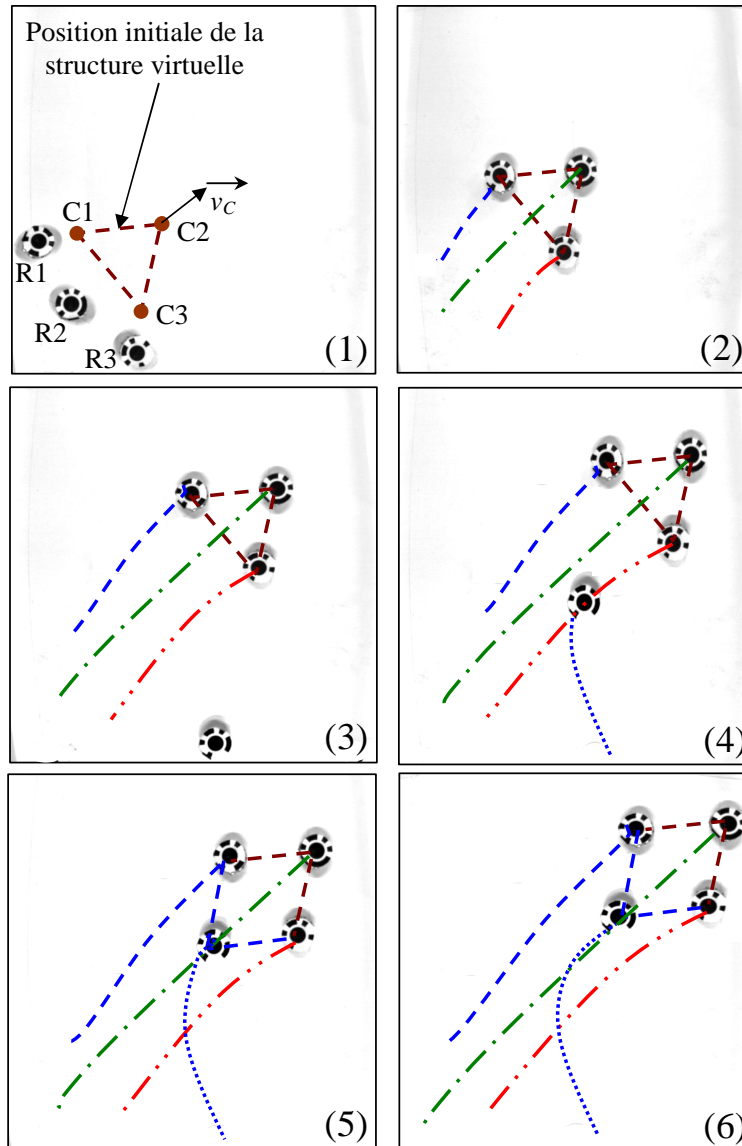 Position initiale de la
structure virtuelle
C1
C2
v_C
R1
R2
C3
R3
(1)
(2)
(3)
(4)
(5)
(6)